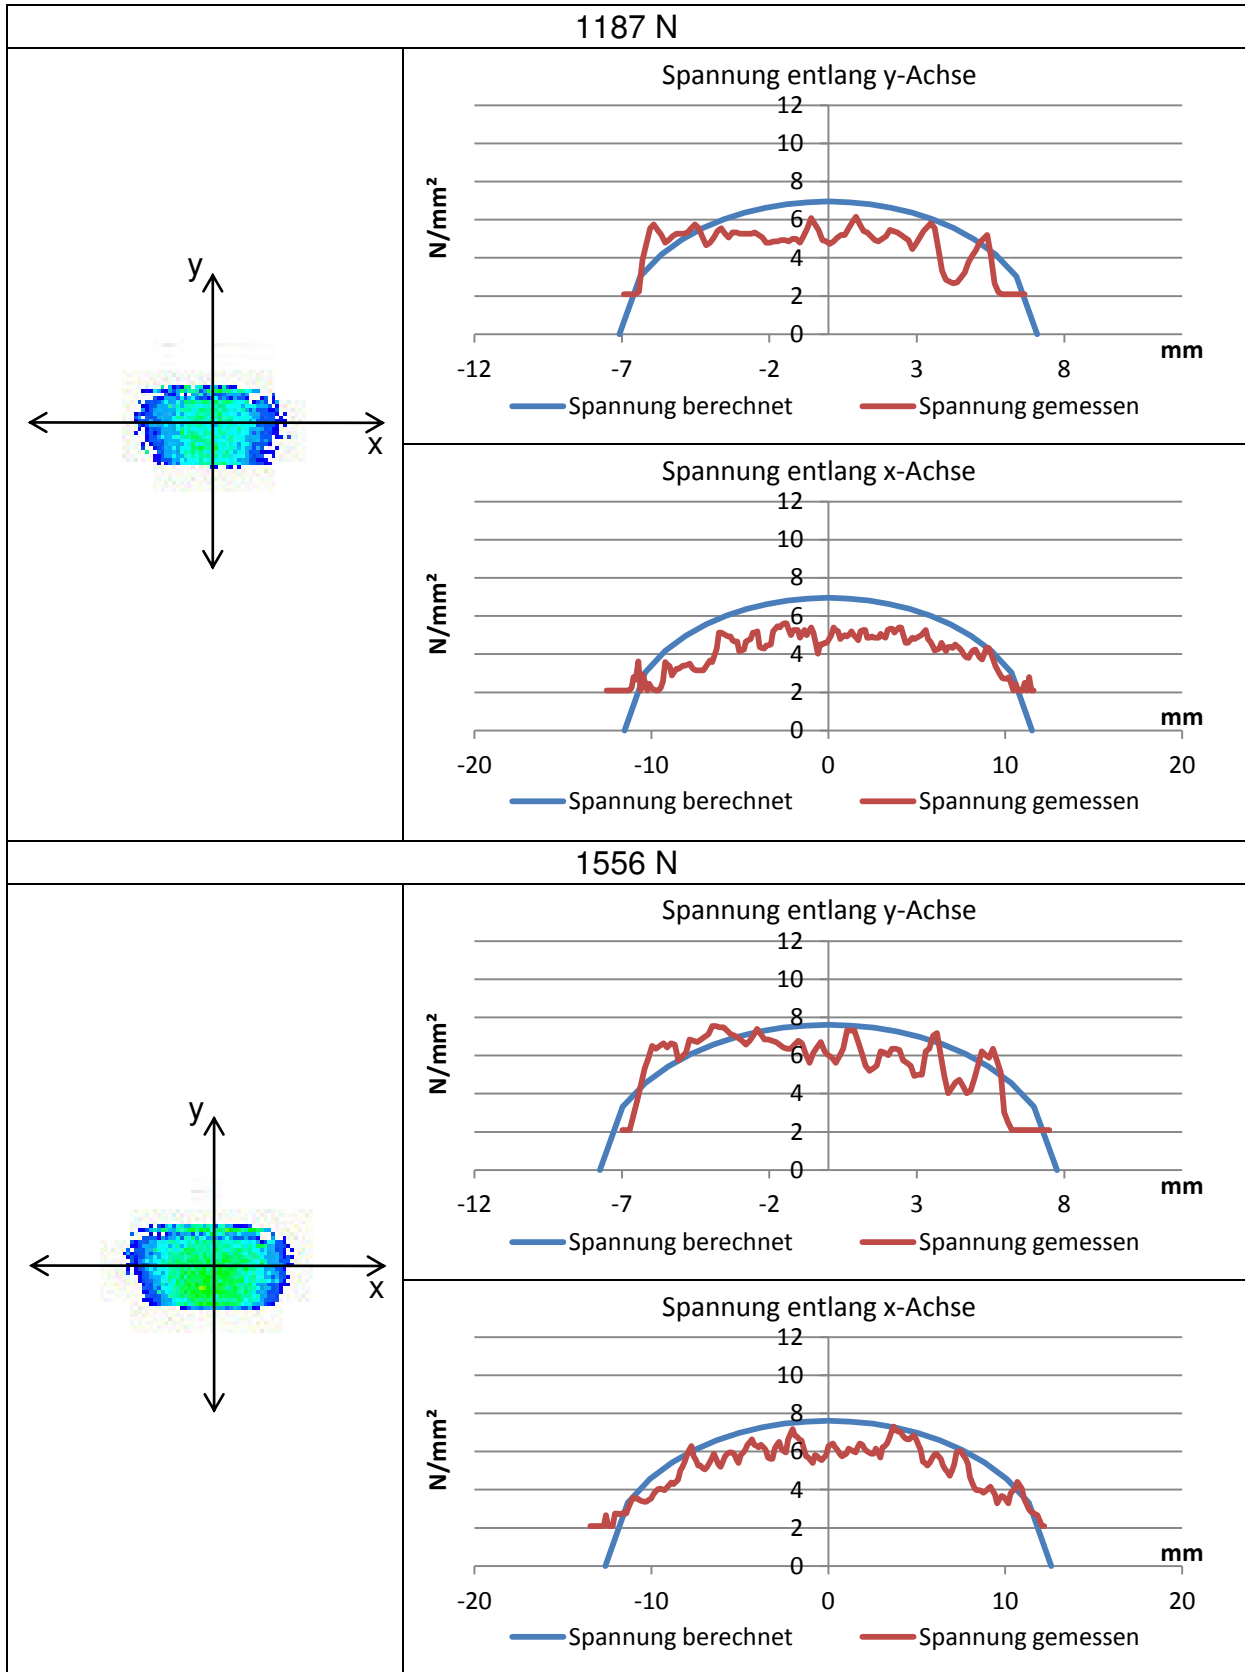 1187 N
y
x
Spannung entlang y-Achse
N/mm²
12
10
8
6
4
2
0
mm
-12 -7 -2 3 8
Spannung berechnet Spannung gemessen
Spannung entlang x-Achse
N/mm²
12
10
8
6
4
2
0
mm
-20 -10 0 10 20
Spannung berechnet Spannung gemessen
1556 N
y
x
Spannung entlang y-Achse
N/mm²
12
10
8
6
4
2
0
mm
-12 -7 -2 3 8
Spannung berechnet Spannung gemessen
Spannung entlang x-Achse
N/mm²
12
10
8
6
4
2
0
mm
-20 -10 0 10 20
Spannung berechnet Spannung gemessen